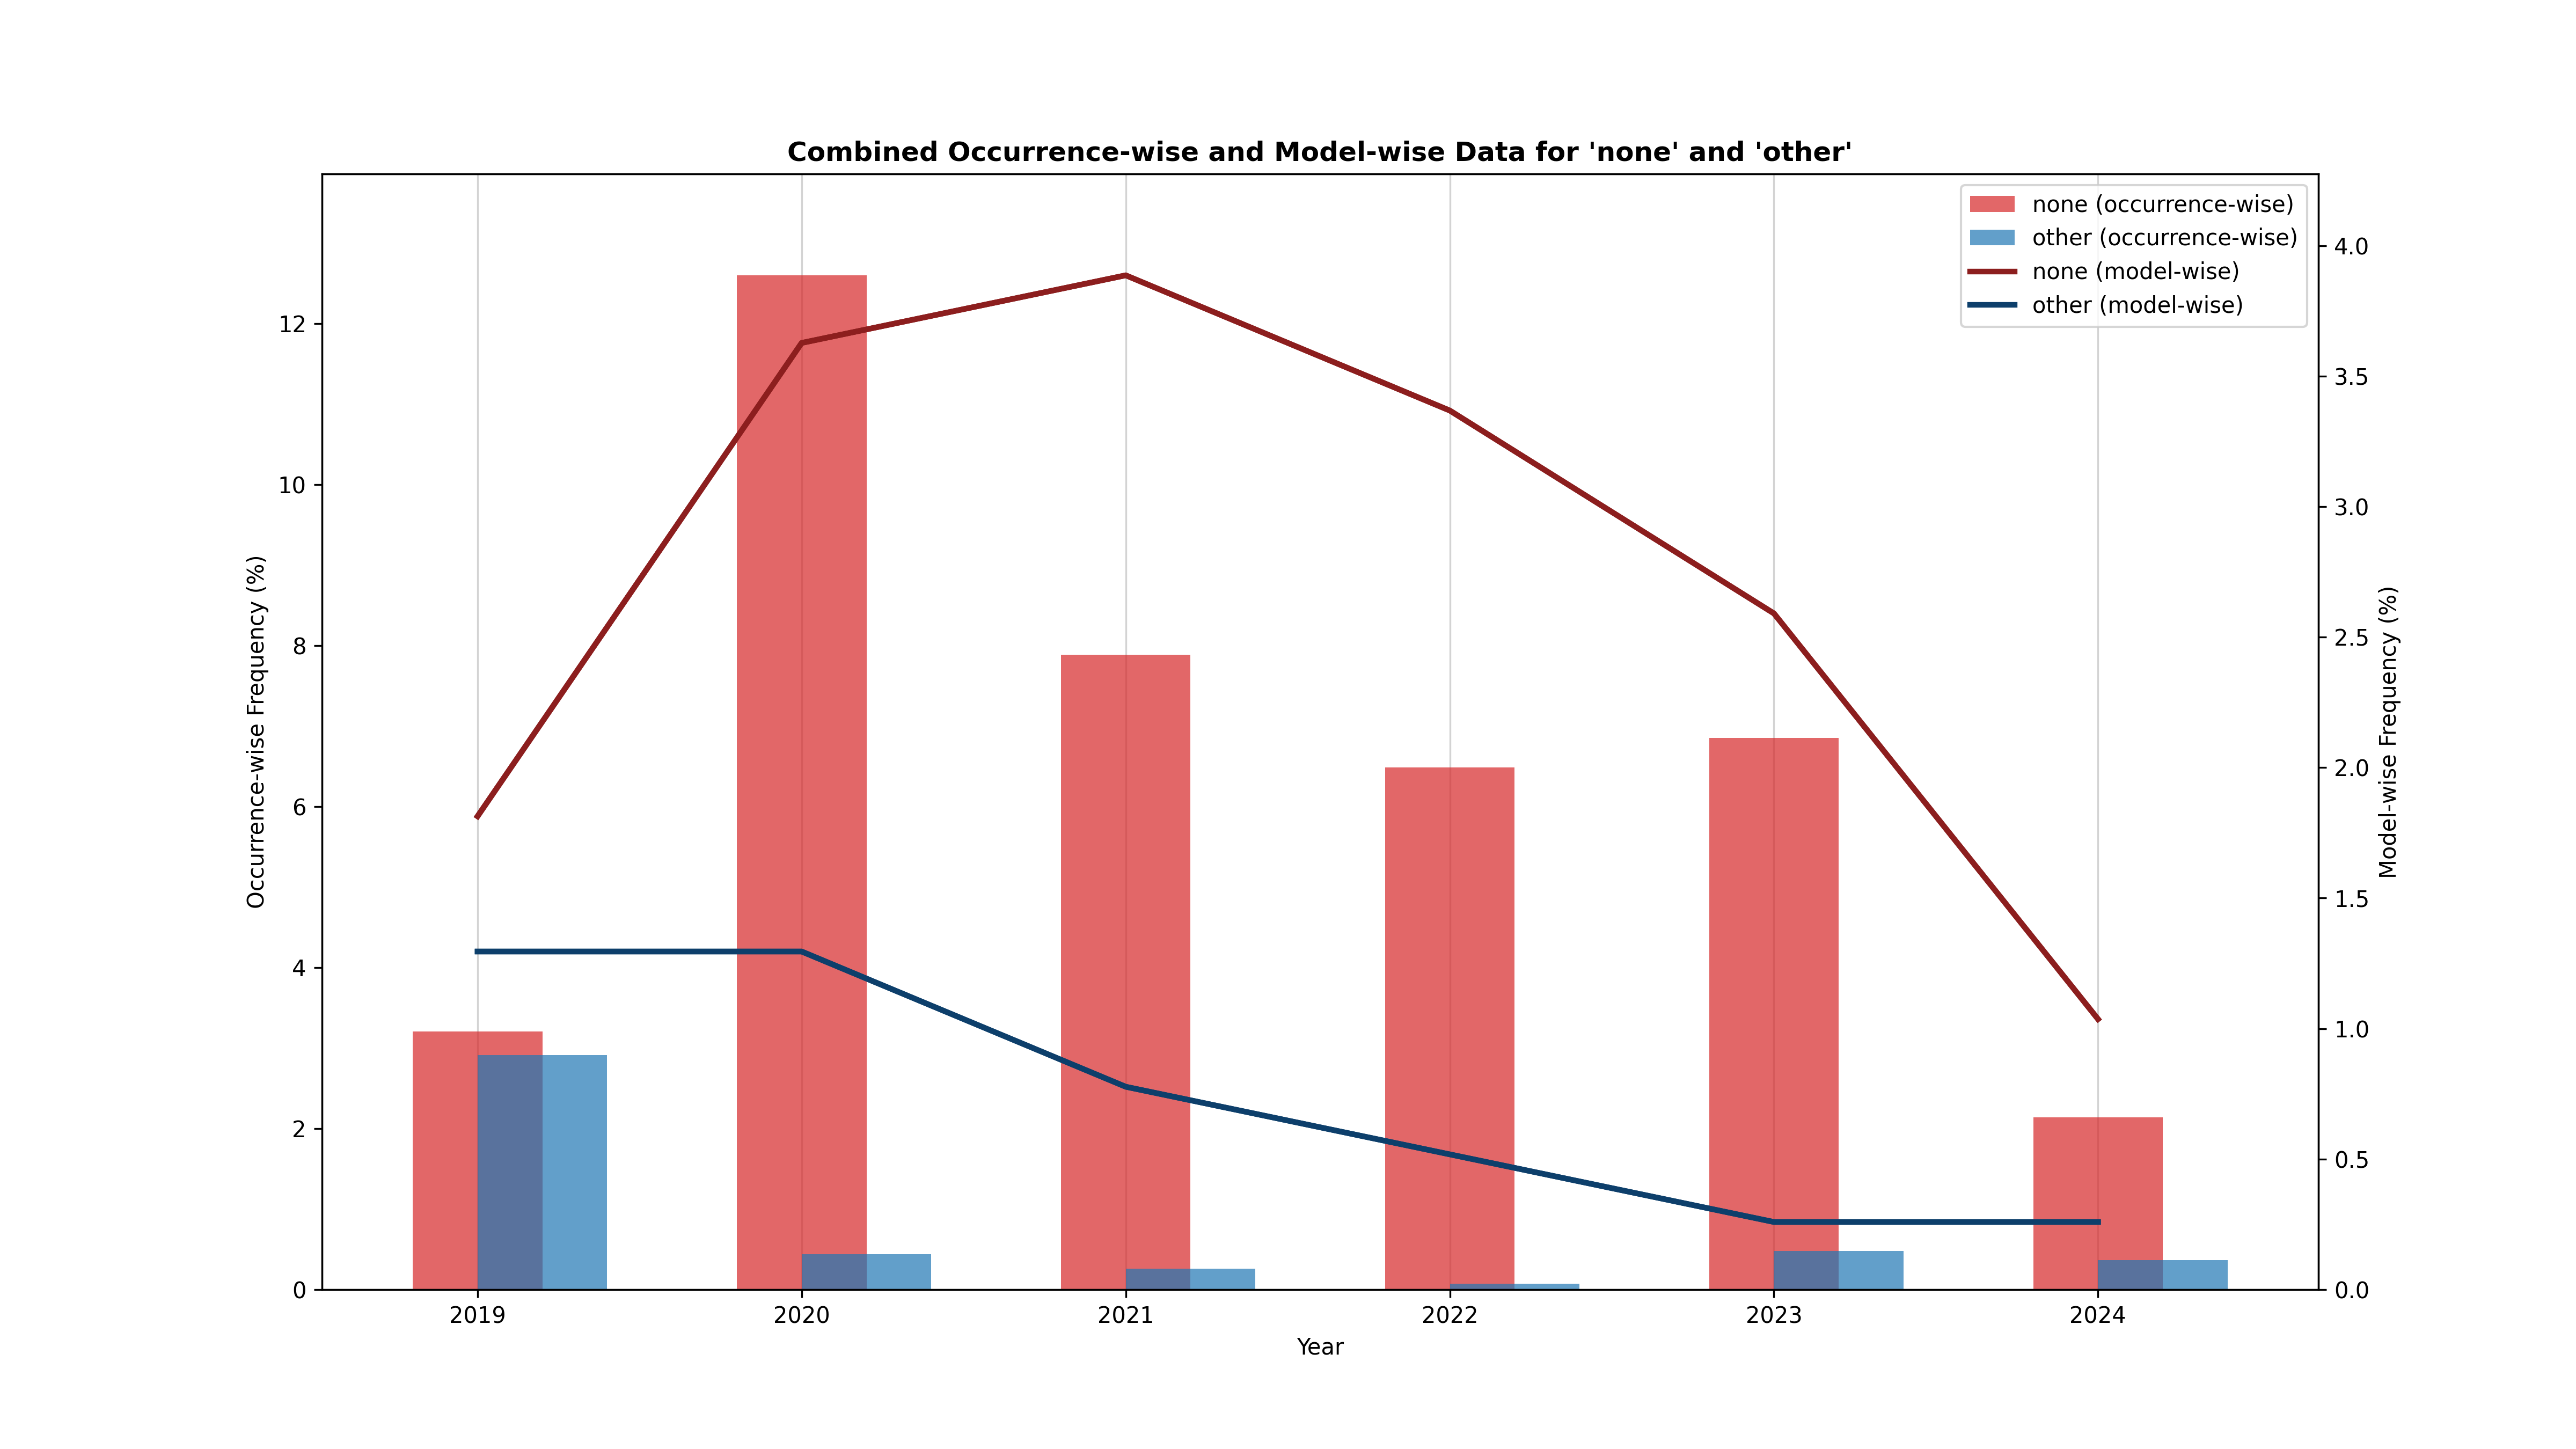 Combined Occurrence-wise and Model-wise Data for 'none' and 'other'
none (occurrence-wise)
other (occurrence-wise)
none (model-wise)
other (model-wise)
Occurrence-wise Frequency (%)
12
10
8
6
4
2
0
4.0
3.5
3.0
2.5
2.0
1.5
1.0
0.5
0.0
Model-wise Frequency (%)
2019 2020 2021 2022 2023 2024
Year